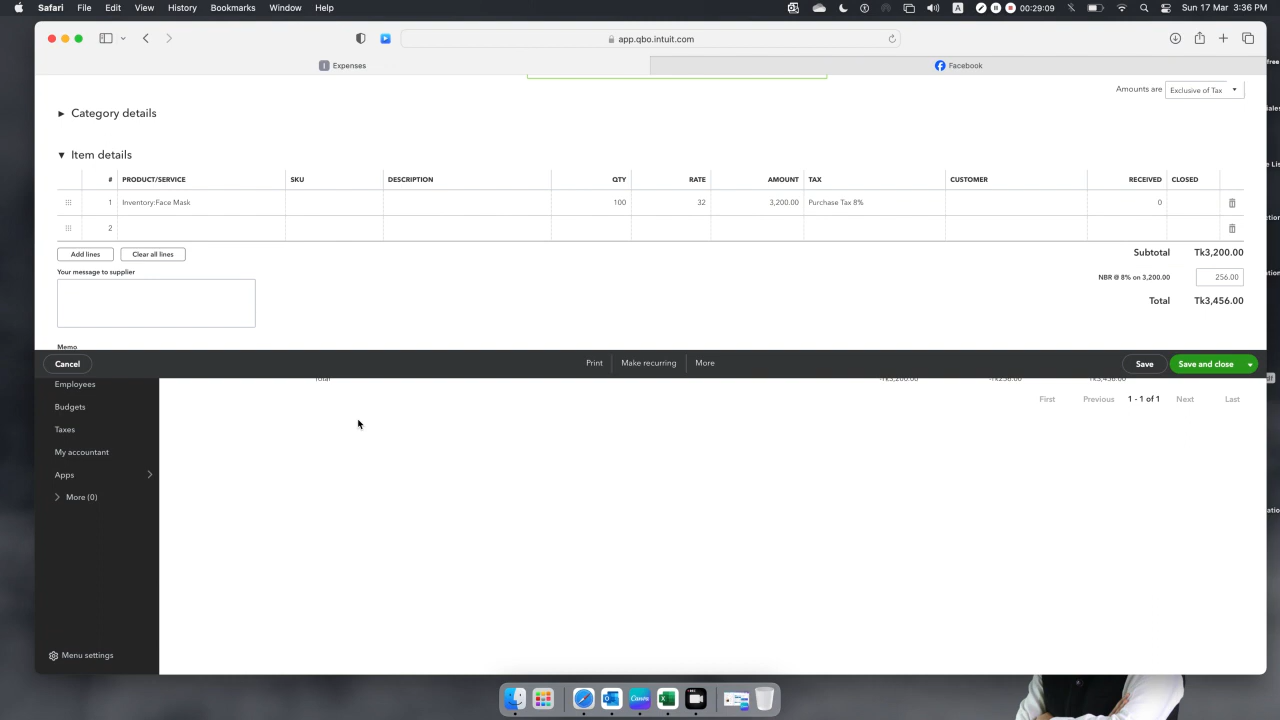 Safari File Edit View History Bookmarks Window Help 00:29:09 A Sun 17 Mar 3:36 PM
app.qbo.intuit.com
Expenses Facebook
Amounts are Exclusive of Tax
Category details
Item details
# PRODUCT/SERVICE SKU DESCRIPTION QTY RATE AMOUNT TAX CUSTOMER RECEIVED CLOSED
1 Inventory:Face Mask 100 32 3,200.00 Purchase Tax 8% 0
2
Add lines Clear all lines Subtotal Tk3,200.00
Your message to supplier
NBR @ 8% on 3,200.00 256.00
Total Tk3,456.00
Memo
Cancel Print Make recurring More Save Save and close
Employees
First Previous 1 - 1 of 1 Next Last
Budgets
Taxes
My accountant
Apps
More (0)
Menu settings
Canva